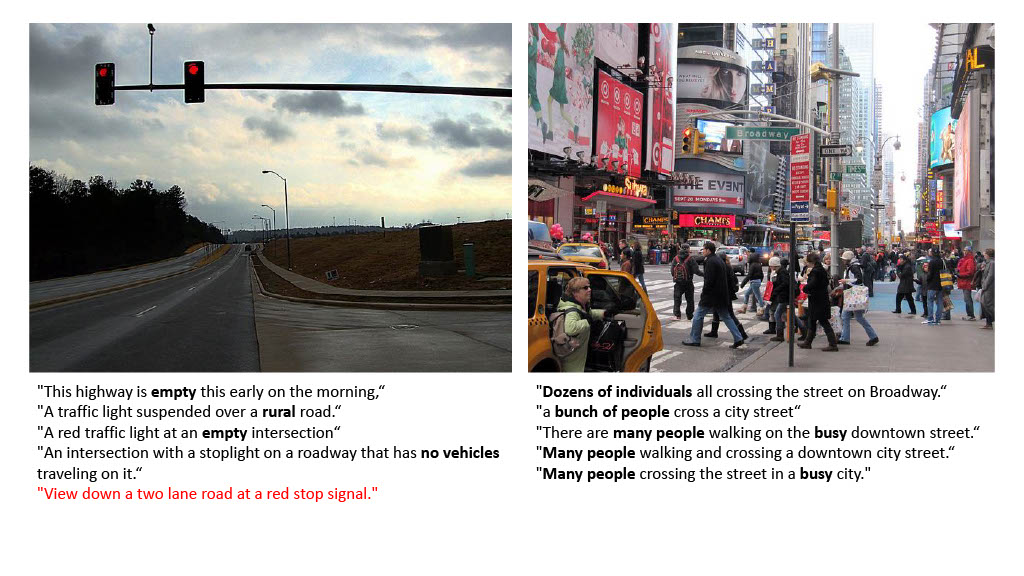 Broadway
ONE WAY
THE EVENT
CHAMPS
AL
"This highway is empty this early on the morning,“
"A traffic light suspended over a rural road.“
"A red traffic light at an empty intersection“
"An intersection with a stoplight on a roadway that has no vehicles
traveling on it.“
"View down a two lane road at a red stop signal."
"Dozens of individuals all crossing the street on Broadway.“
"a bunch of people cross a city street“
"There are many people walking on the busy downtown street.“
"Many people walking and crossing a downtown city street.“
"Many people crossing the street in a busy city."